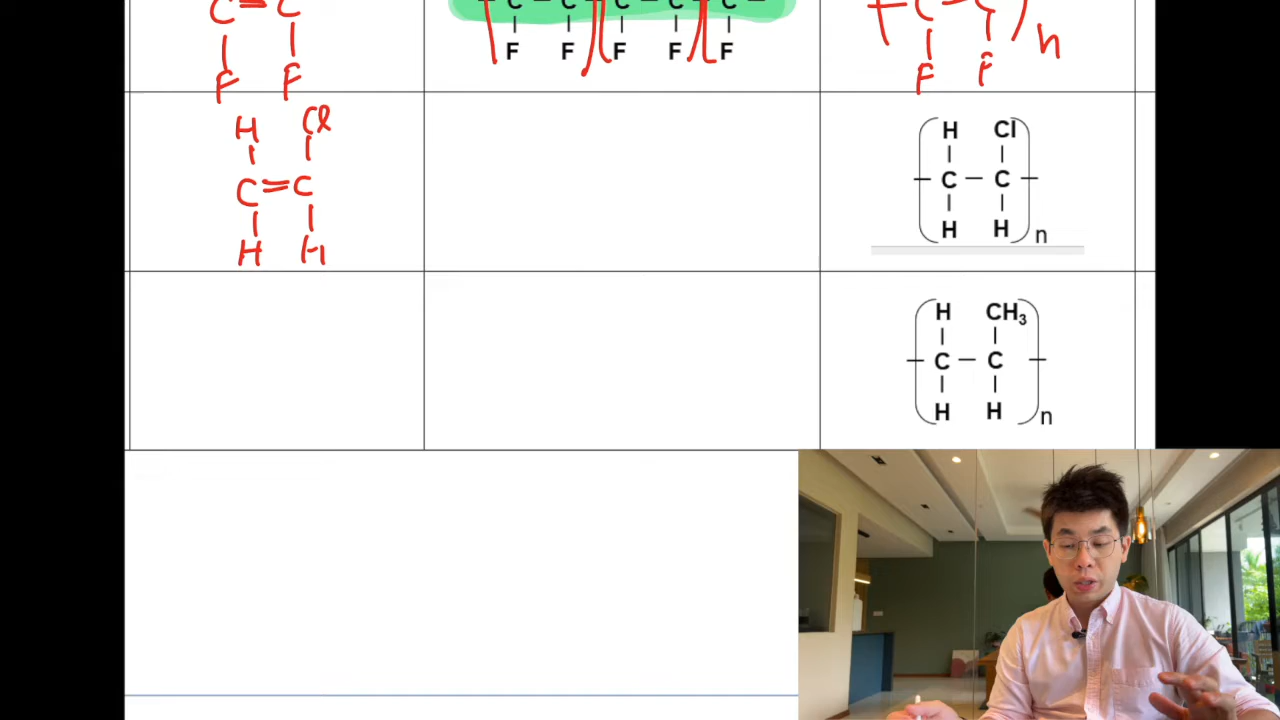 C = C
F F
C C C C C
F F F F F
C C
F F n
H Cl
C = C
H H
H Cl
C C
H H n
H CH₃
C C
H H n